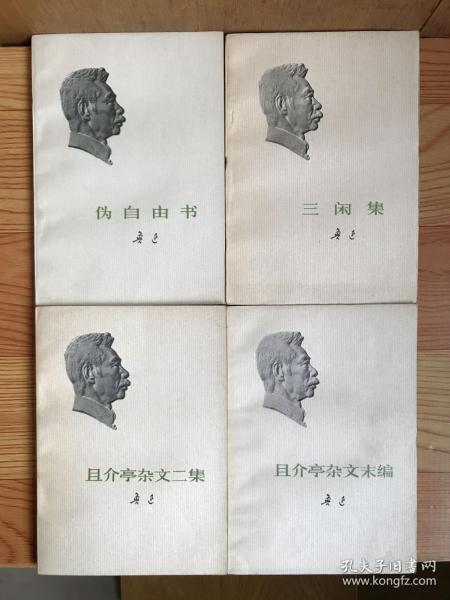 伪自由书
鲁迅
三闲集
鲁迅
且介亭杂文二集
鲁迅
且介亭杂文末编
鲁迅
孔夫子旧书网
www.kongfz.com